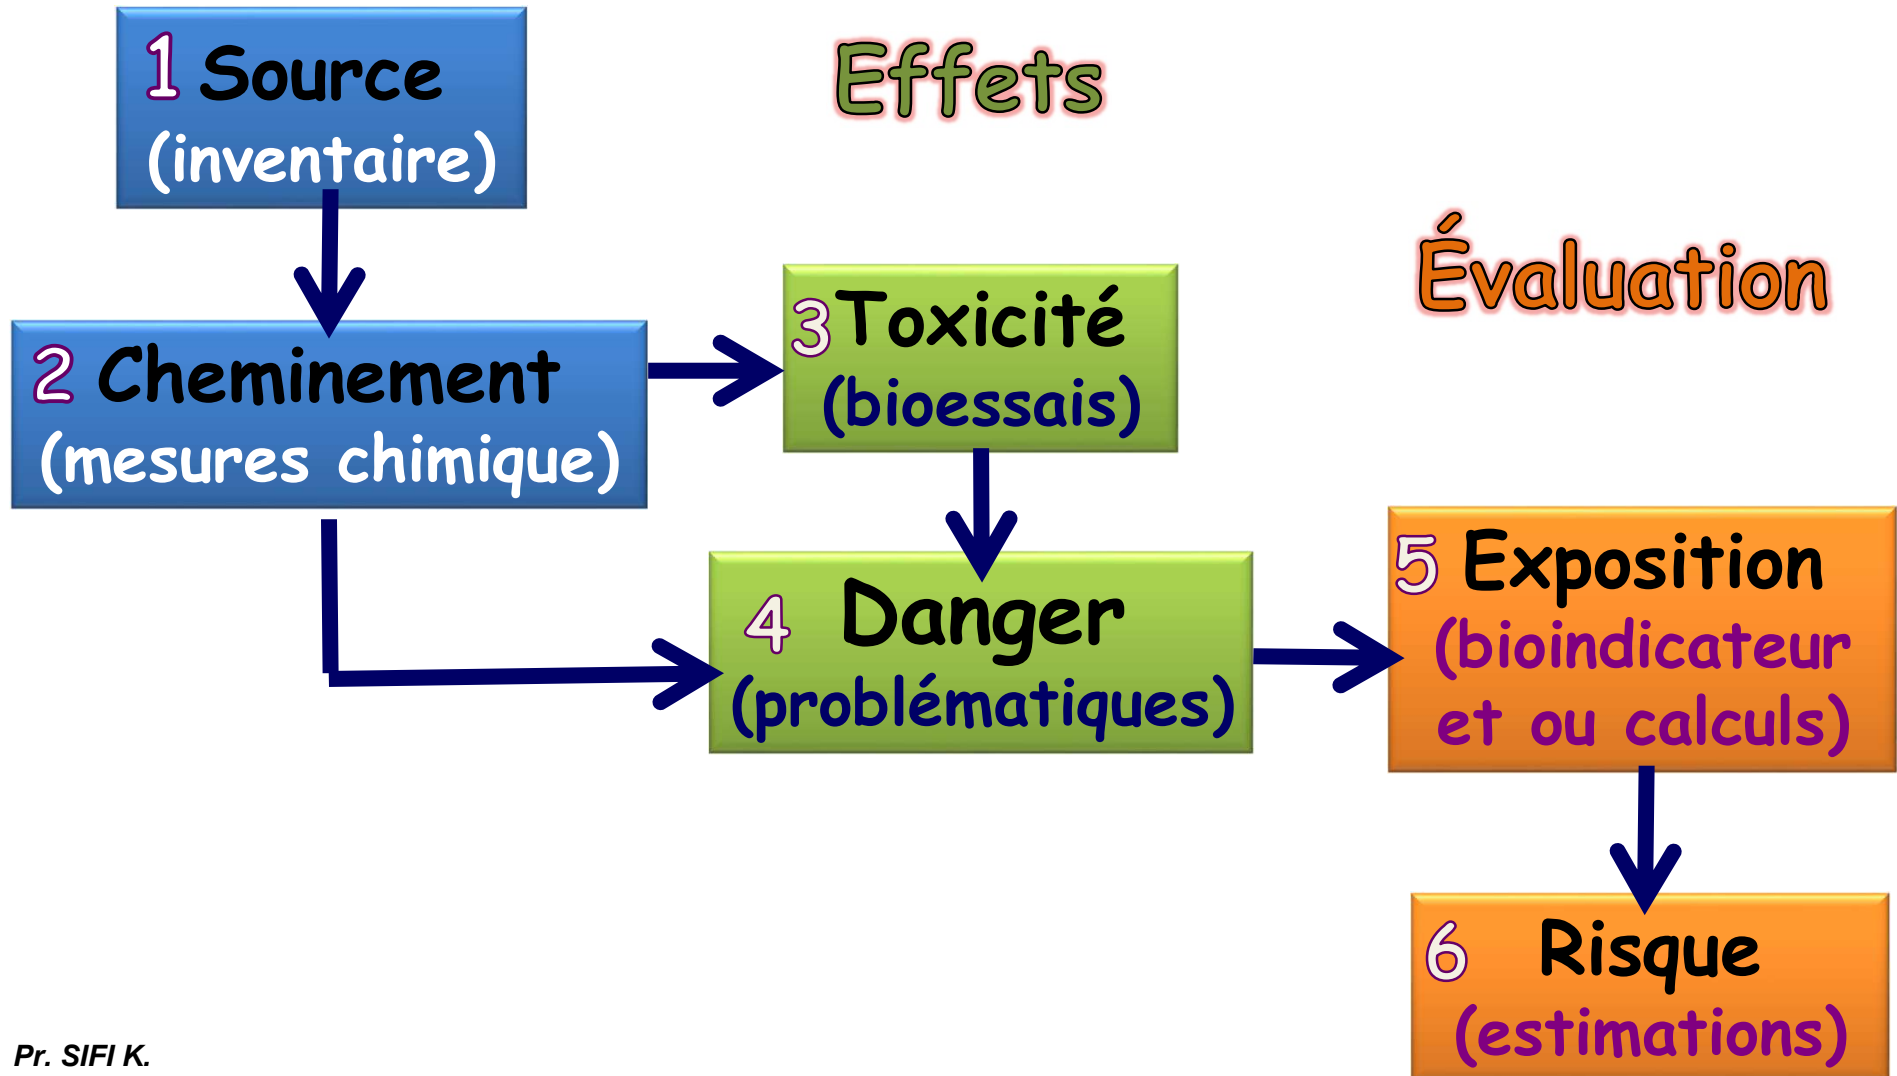 1 Source
(inventaire)
Effets
Évaluation
2 Cheminement
(mesures chimique)
3 Toxicité
(bioessais)
4 Danger
(problématiques)
5 Exposition
(bioindicateur
et ou calculs)
6 Risque
(estimations)
Pr. SIFI K.